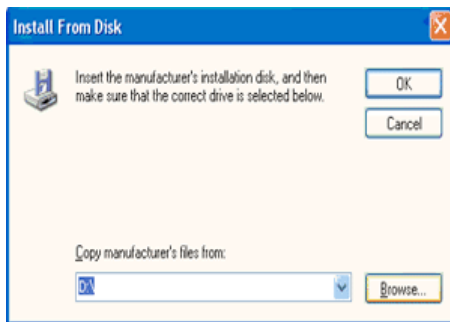 Install From Disk
Insert the manufacturer's installation disk, and then
make sure that the correct drive is selected below.
OK
Cancel
Copy manufacturer's files from:
D:\
Browse...